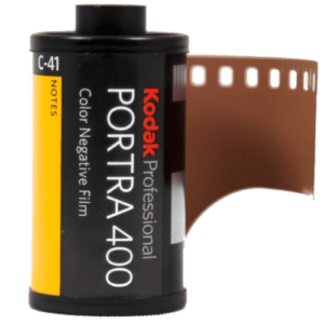 C-41
NOTES
Kodak Professional
PORTRA 400
Color Negative Film